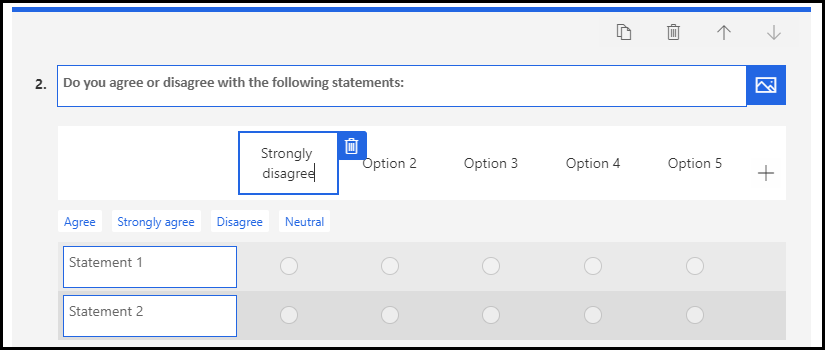 2. Do you agree or disagree with the following statements:
Strongly
disagree
Option 2 Option 3 Option 4 Option 5
Agree Strongly agree Disagree Neutral
Statement 1
Statement 2